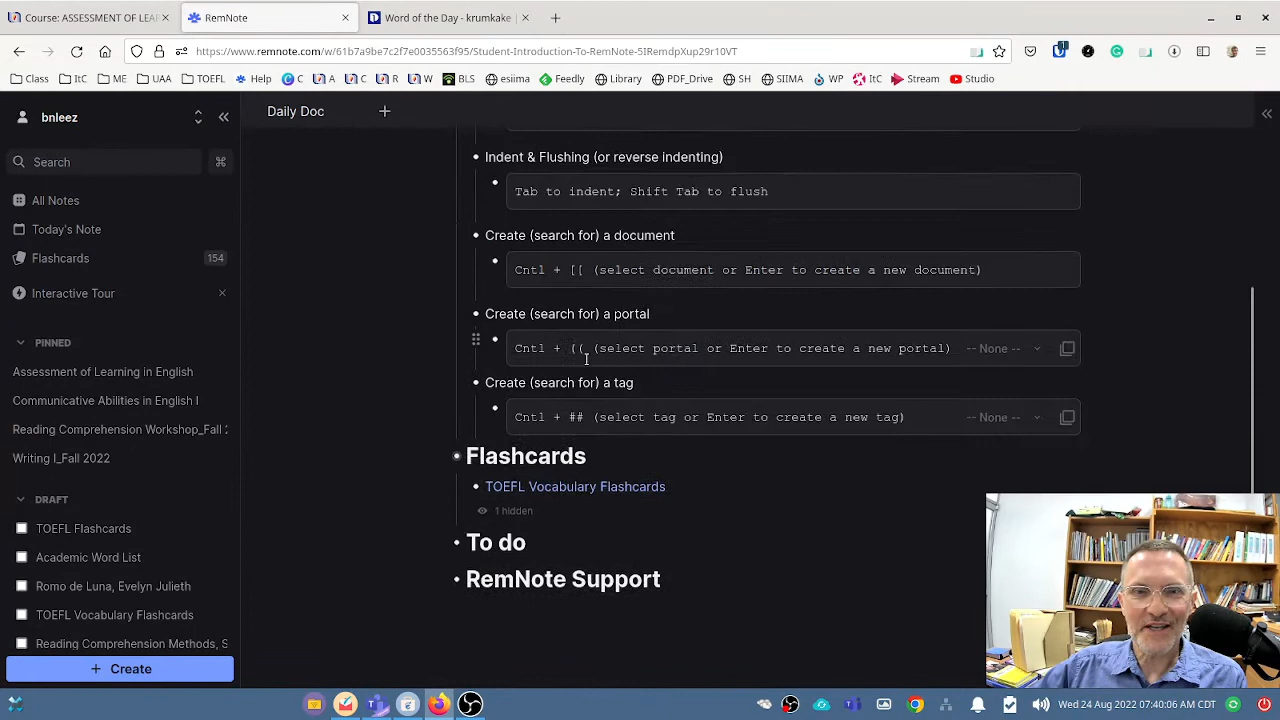 Course: ASSESSMENT OF LEA
RemNote
Word of the Day - krumkake
https://www.remnote.com/w/61b7a9be7c2f7e0035563f95/Student-Introduction-To-RemNote-5IRemdpXup29r10VT
Class
ItC
ME
UAA
TOEFL
Help
C
A
C
R
W
BLS
esiima
Feedly
Library
PDF_Drive
SH
SIIMA
WP
ItC
Stream
Studio
bnleez
Daily Doc
Search
All Notes
Today's Note
Flashcards 154
Interactive Tour
PINNED
Assessment of Learning in English
Communicative Abilities in English I
Reading Comprehension Workshop_Fall 2
Writing I_Fall 2022
DRAFT
TOEFL Flashcards
Academic Word List
Romo de Luna, Evelyn Julieth
TOEFL Vocabulary Flashcards
Reading Comprehension Methods, S
Create
Indent & Flushing (or reverse indenting)
Tab to indent; Shift Tab to flush
Create (search for) a document
Cntl + [[ (select document or Enter to create a new document)
Create (search for) a portal
Cntl + (( (select portal or Enter to create a new portal) -- None --
Create (search for) a tag
Cntl + ## (select tag or Enter to create a new tag) -- None --
Flashcards
TOEFL Vocabulary Flashcards
1 hidden
To do
RemNote Support
Wed 24 Aug 2022 07:40:06 AM CDT